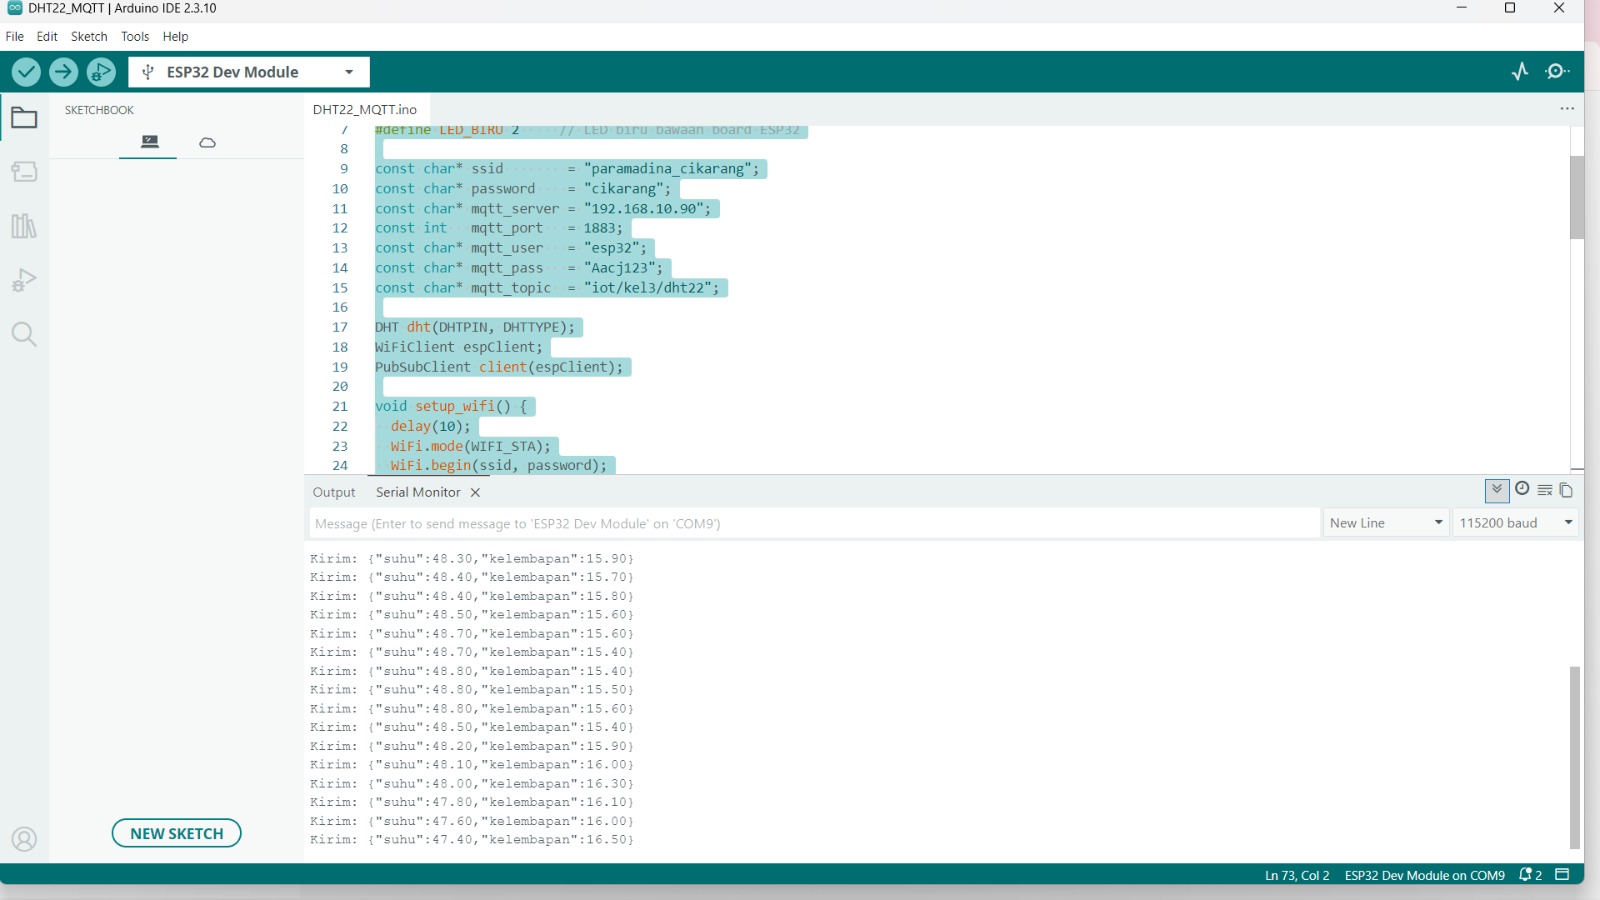 DHT22_MQTT | Arduino IDE 2.3.10
File Edit Sketch Tools Help
ESP32 Dev Module
SKETCHBOOK
DHT22_MQTT.ino
7 #define LED_BIRU 2 // LED biru bawaan board ESP32
8
9 const char* ssid = "paramadina_cikarang";
10 const char* password = "cikarang";
11 const char* mqtt_server = "192.168.10.90";
12 const int mqtt_port = 1883;
13 const char* mqtt_user = "esp32";
14 const char* mqtt_pass = "Aacj123";
15 const char* mqtt_topic = "iot/kel3/dht22";
16
17 DHT dht(DHTPIN, DHTTYPE);
18 WiFiClient espClient;
19 PubSubClient client(espClient);
20
21 void setup_wifi() {
22 delay(10);
23 WiFi.mode(WIFI_STA);
24 WiFi.begin(ssid, password);
Output Serial Monitor
Message (Enter to send message to 'ESP32 Dev Module' on 'COM9') New Line 115200 baud
Kirim: {"suhu":48.30,"kelembapan":15.90}
Kirim: {"suhu":48.40,"kelembapan":15.70}
Kirim: {"suhu":48.40,"kelembapan":15.80}
Kirim: {"suhu":48.50,"kelembapan":15.60}
Kirim: {"suhu":48.70,"kelembapan":15.60}
Kirim: {"suhu":48.70,"kelembapan":15.40}
Kirim: {"suhu":48.80,"kelembapan":15.40}
Kirim: {"suhu":48.80,"kelembapan":15.50}
Kirim: {"suhu":48.80,"kelembapan":15.60}
Kirim: {"suhu":48.50,"kelembapan":15.40}
Kirim: {"suhu":48.20,"kelembapan":15.90}
Kirim: {"suhu":48.10,"kelembapan":16.00}
Kirim: {"suhu":48.00,"kelembapan":16.30}
Kirim: {"suhu":47.80,"kelembapan":16.10}
Kirim: {"suhu":47.60,"kelembapan":16.00}
Kirim: {"suhu":47.40,"kelembapan":16.50}
NEW SKETCH
Ln 73, Col 2 ESP32 Dev Module on COM9 2